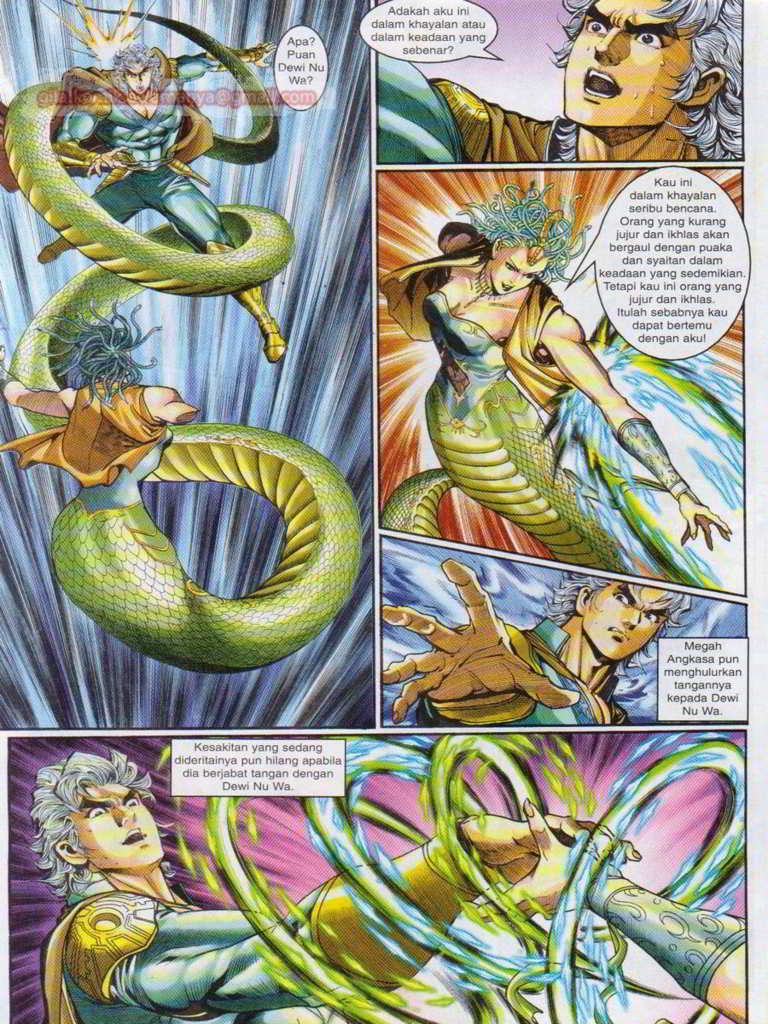 Apa?
Puan
Dewi Nu
Wa?
Adakah aku ini
dalam khayalan atau
dalam keadaan yang
sebenar?
Kau ini
dalam khayalan
seribu bencana.
Orang yang kurang
jujur dan ikhlas akan
bergaul dengan puaka
dan syaitan dalam
keadaan yang sedemikian.
Tetapi kau ini orang yang
jujur dan ikhlas.
Itulah sebabnya kau
dapat bertemu
dengan aku!
Megah
Angkasa pun
menghulurkan
tangannya
kepada Dewi
Nu Wa.
Kesakitan yang sedang
dideritainya pun hilang apabila
dia berjabat tangan dengan
Dewi Nu Wa.